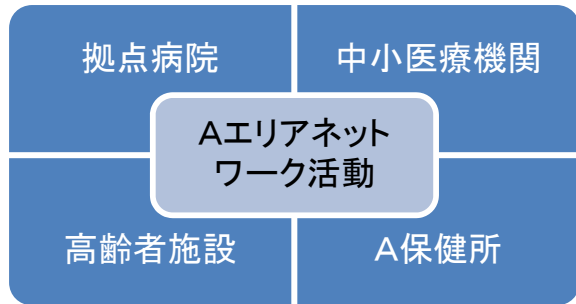 拠点病院
中小医療機関
Aエリアネット
ワーク活動
高齢者施設
A保健所